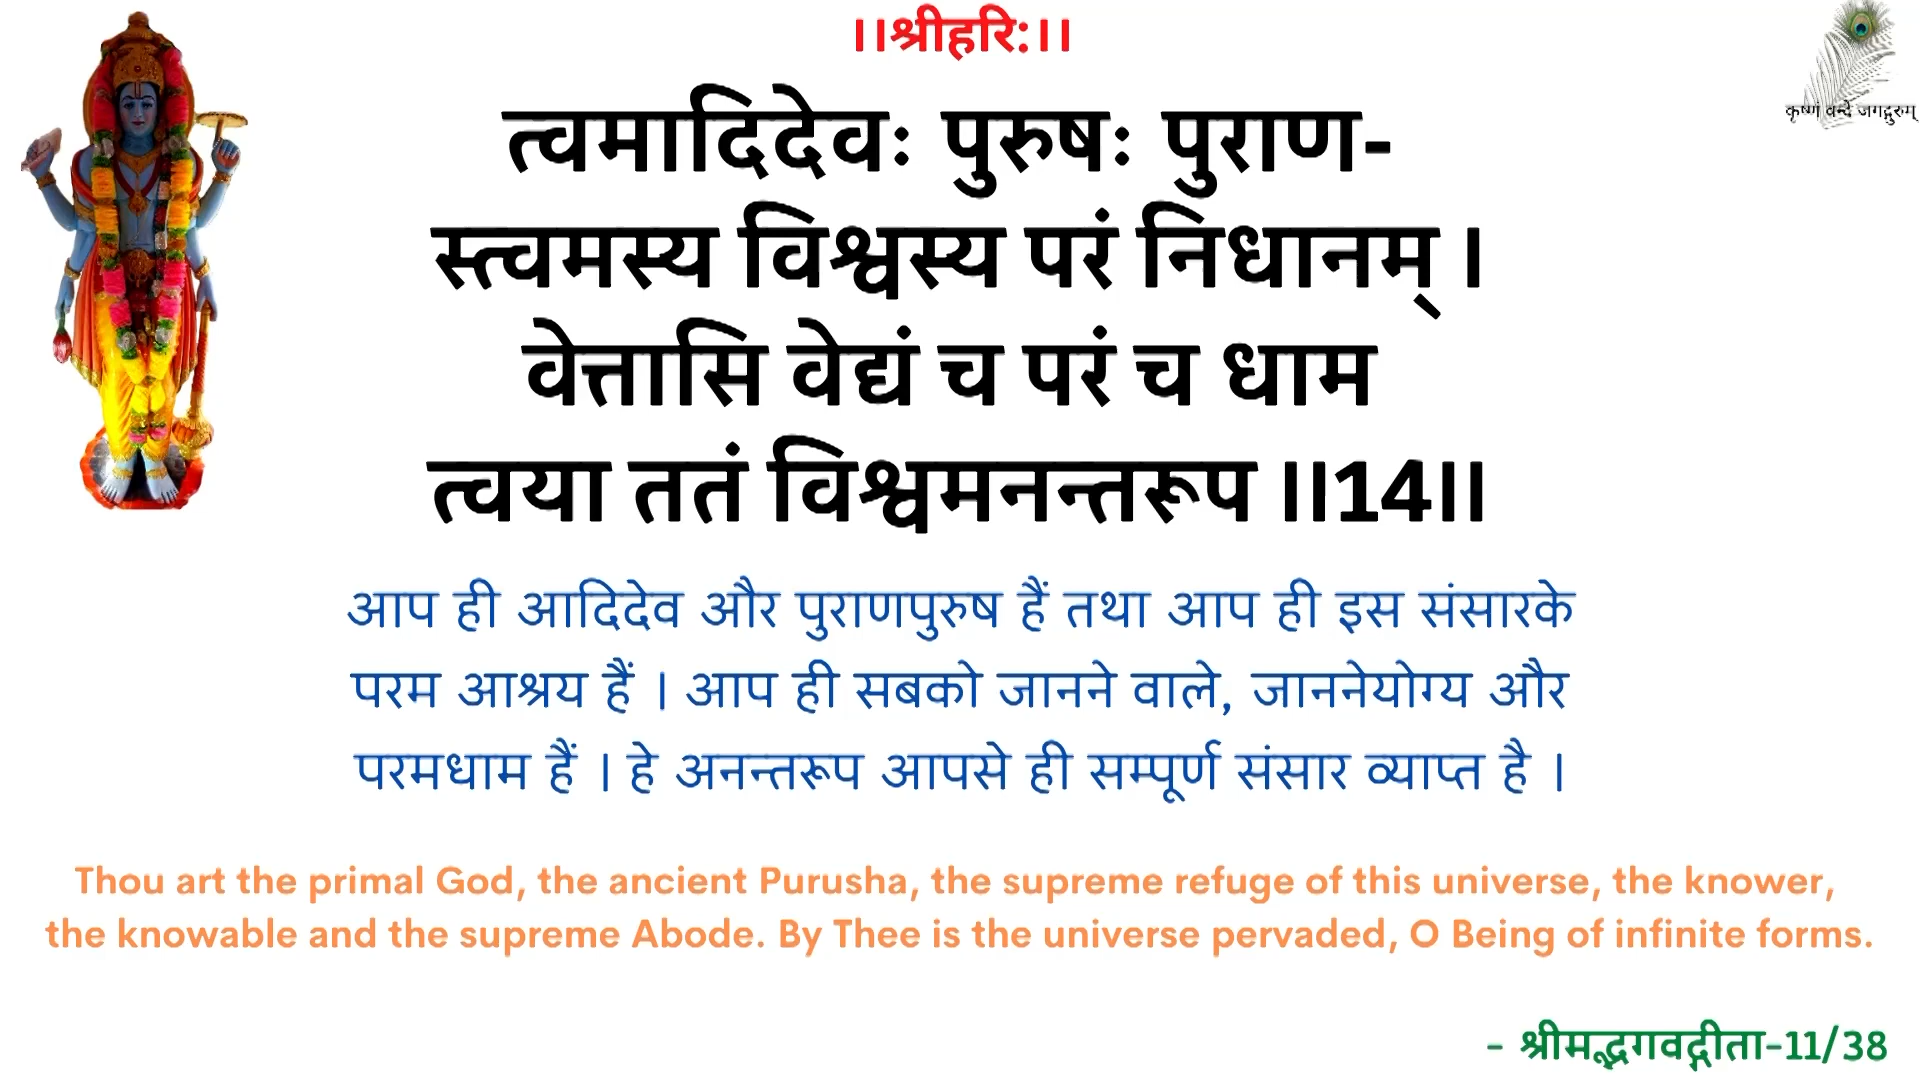 ।।श्रीहरि:।।
कृष्णं वन्दे जगद्गुरुम्
त्वमादिदेवः पुरुषः पुराण-
स्त्वमस्य विश्वस्य परं निधानम् ।
वेत्तासि वेद्यं च परं च धाम
त्वया ततं विश्वमनन्तरूप ।।14।।
आप ही आदिदेव और पुराणपुरुष हैं तथा आप ही इस संसारके
परम आश्रय हैं । आप ही सबको जानने वाले, जाननेयोग्य और
परमधाम हैं । हे अनन्तरूप आपसे ही सम्पूर्ण संसार व्याप्त है ।
Thou art the primal God, the ancient Purusha, the supreme refuge of this universe, the knower,
the knowable and the supreme Abode. By Thee is the universe pervaded, O Being of infinite forms.
- श्रीमद्भगवद्गीता-11/38